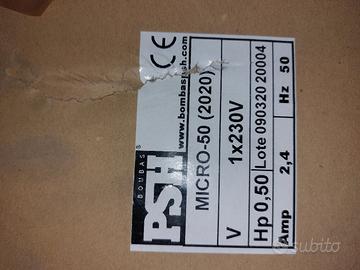 BOMBAS
PSH
www.bombaspsh.com
CE
MICRO-50 (2020)
V 1x230V
Hp 0,50 Lote 090320 20004
Amp 2,4 Hz 50
subito